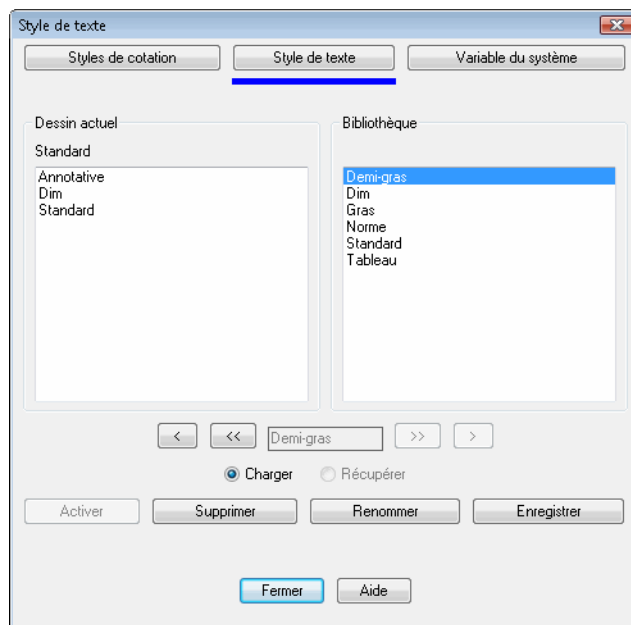 Style de texte
Styles de cotation Style de texte Variable du système
Dessin actuel
Standard
Annotative
Dim
Standard
Bibliothèque
Demi-gras
Dim
Gras
Norme
Standard
Tableau
< << Demi-gras >> >
Charger Récupérer
Activer Supprimer Renommer Enregistrer
Fermer Aide